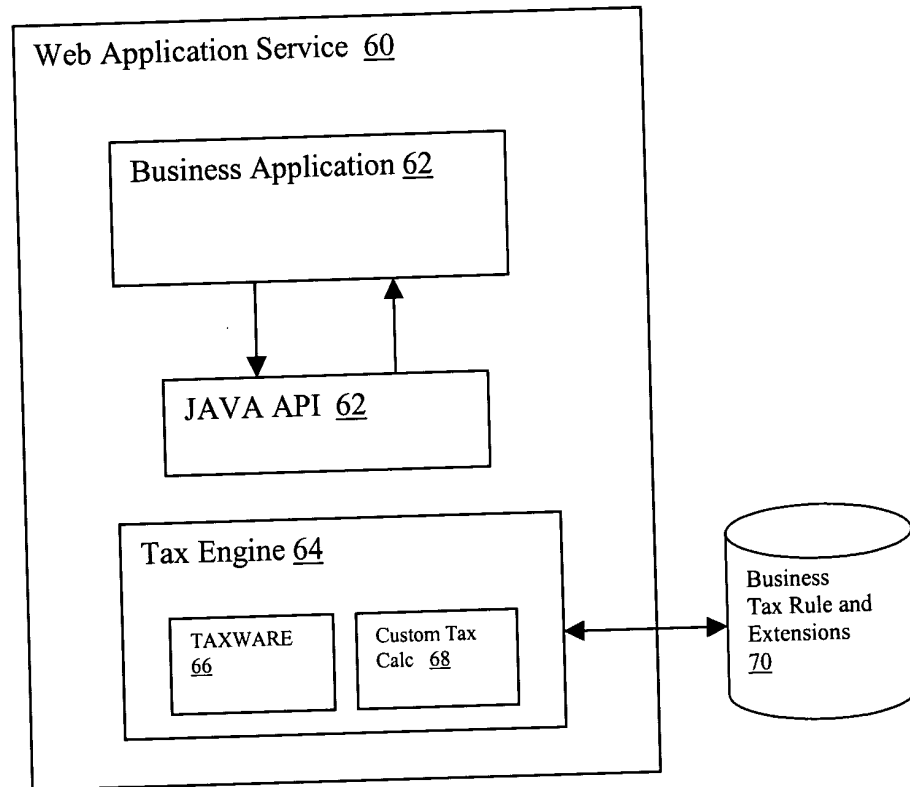 Web Application Service 60
Business Application 62
JAVA API 62
Tax Engine 64
TAXWARE
66
Custom Tax
Calc 68
Business
Tax Rule and
Extensions
70